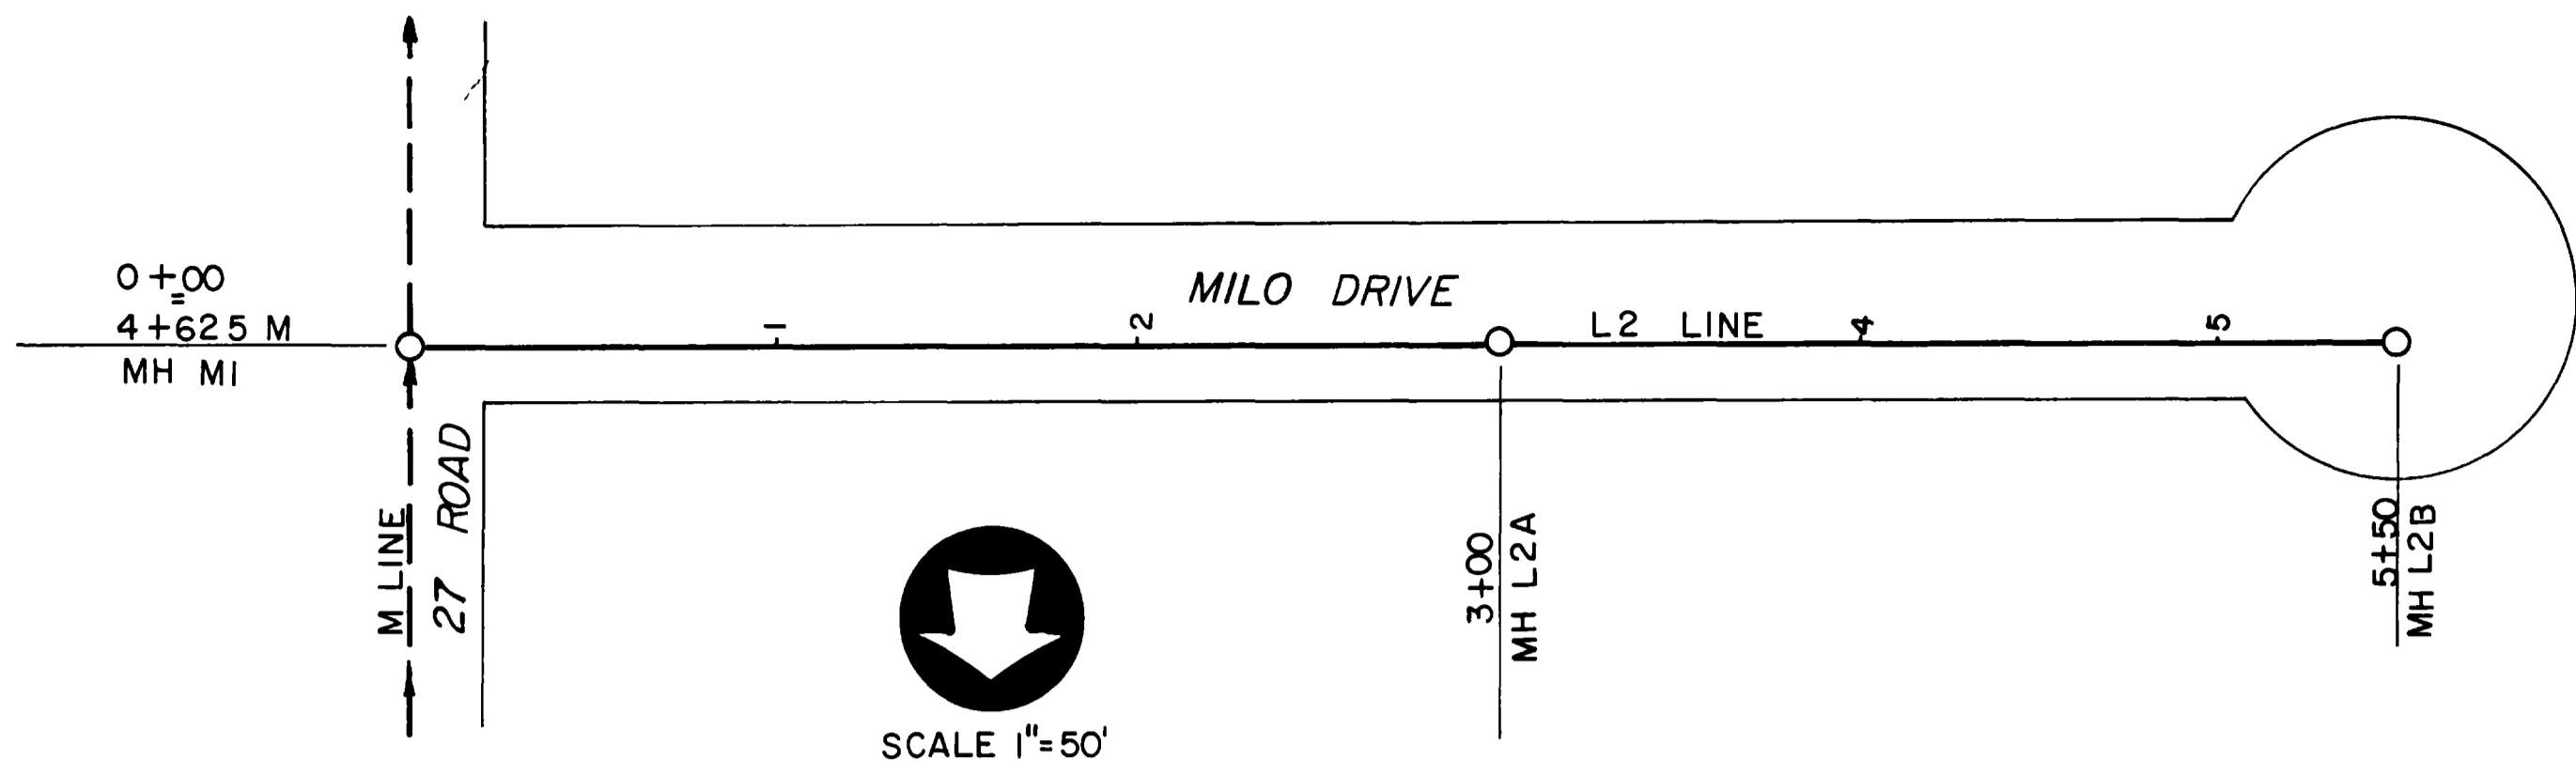 0+00
=
4+625 M
MH M1
MILO DRIVE
1
2
L2 LINE
4
5
M LINE
27 ROAD
3+00
MH L2A
5+50
MH L2B
SCALE 1"=50'